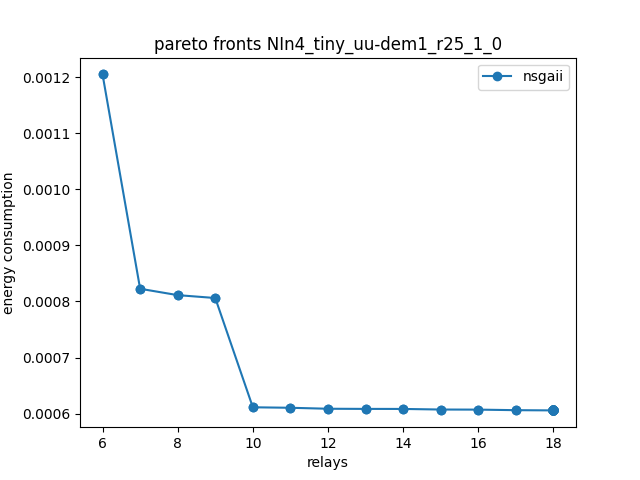 pareto fronts NIn4_tiny_uu-dem1_r25_1_0
nsgaii
energy consumption
0.0012
0.0011
0.0010
0.0009
0.0008
0.0007
0.0006
6 8 10 12 14 16 18
relays